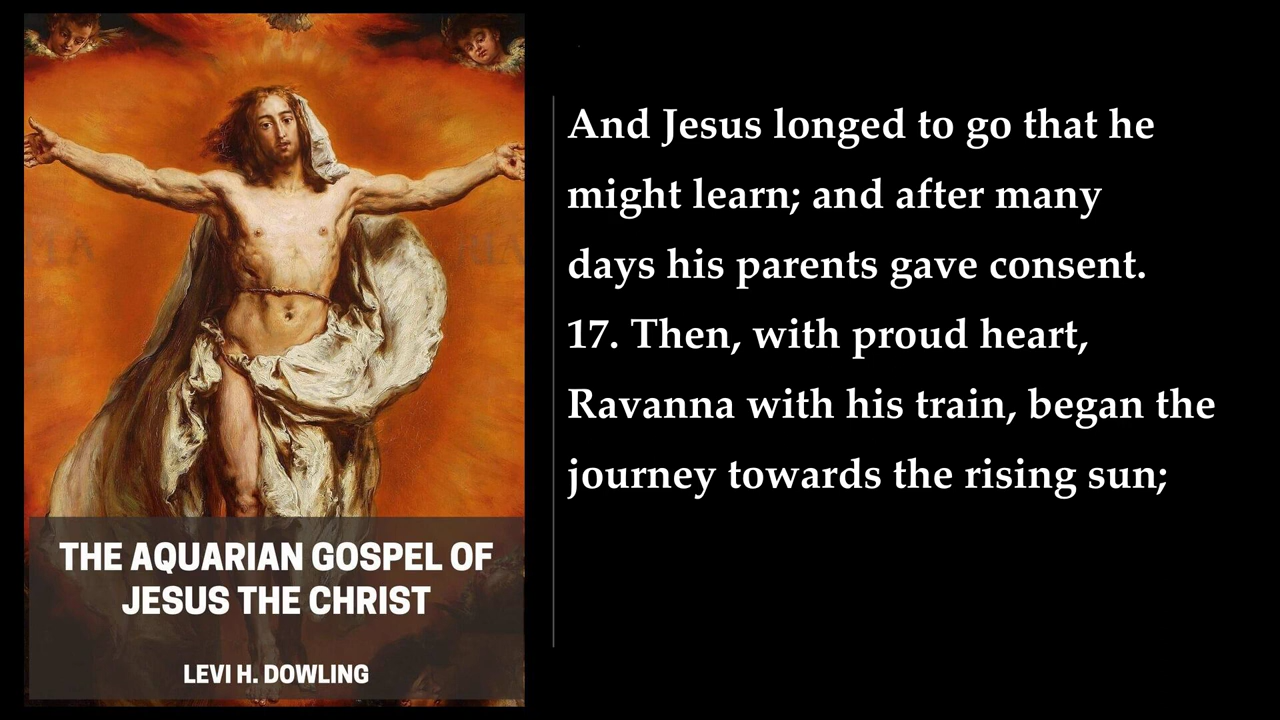 THE AQUARIAN GOSPEL OF
JESUS THE CHRIST
LEVI H. DOWLING
And Jesus longed to go that he
might learn; and after many
days his parents gave consent.
17. Then, with proud heart,
Ravanna with his train, began the
journey towards the rising sun;